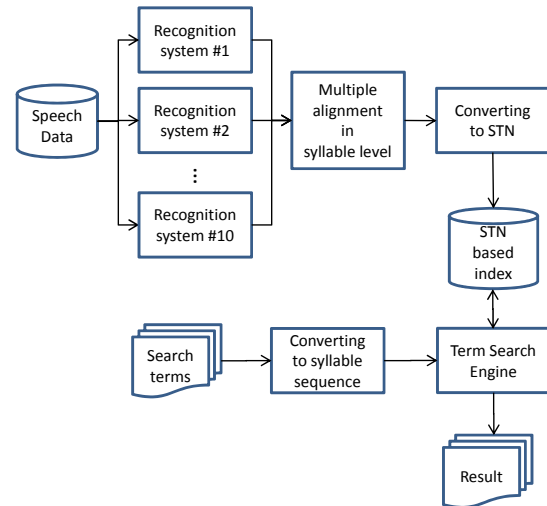 Recognition
system #1
Speech
Data
Recognition
system #2
Multiple
alignment
in
syllable level
Converting
to STN
⋮
Recognition
system #10
STN
based
index
Search
terms
Converting
to syllable
sequence
Term Search
Engine
Result